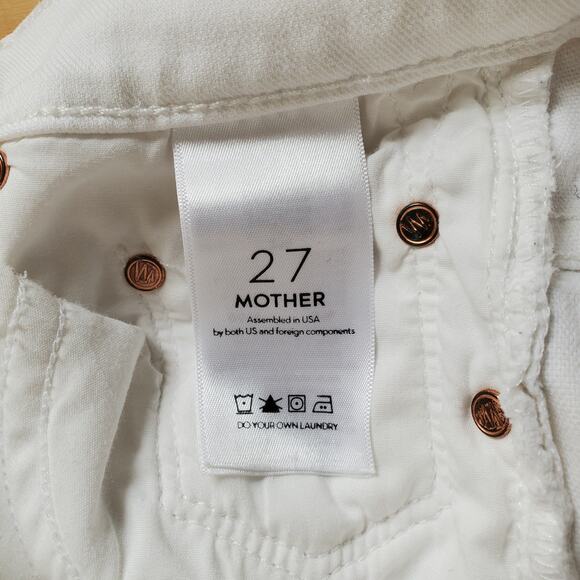 27
MOTHER
Assembled in USA
by both US and foreign components
DO YOUR OWN LAUNDRY